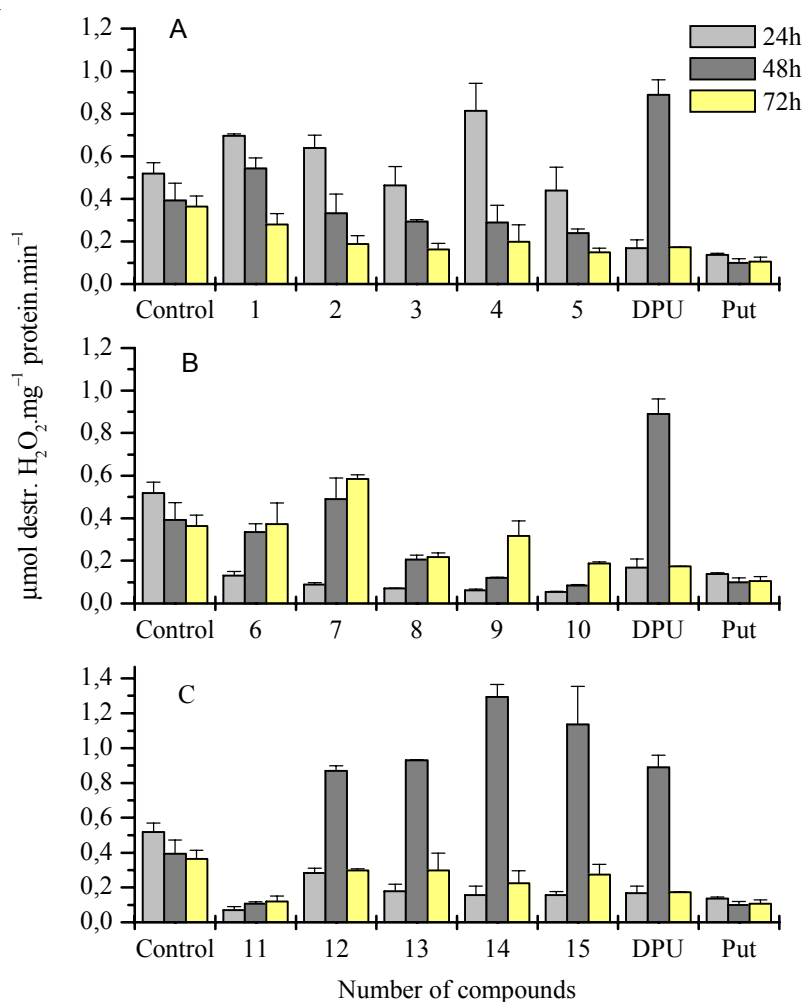 A
24h
48h
72h
1,2
1,0
0,8
0,6
0,4
0,2
0,0
Control 1 2 3 4 5 DPU Put
B
1,2
1,0
0,8
0,6
0,4
0,2
0,0
Control 6 7 8 9 10 DPU Put
µmol destr. H₂O₂.mg⁻¹ protein.min⁻¹
C
1,4
1,2
1,0
0,8
0,6
0,4
0,2
0,0
Control 11 12 13 14 15 DPU Put
Number of compounds